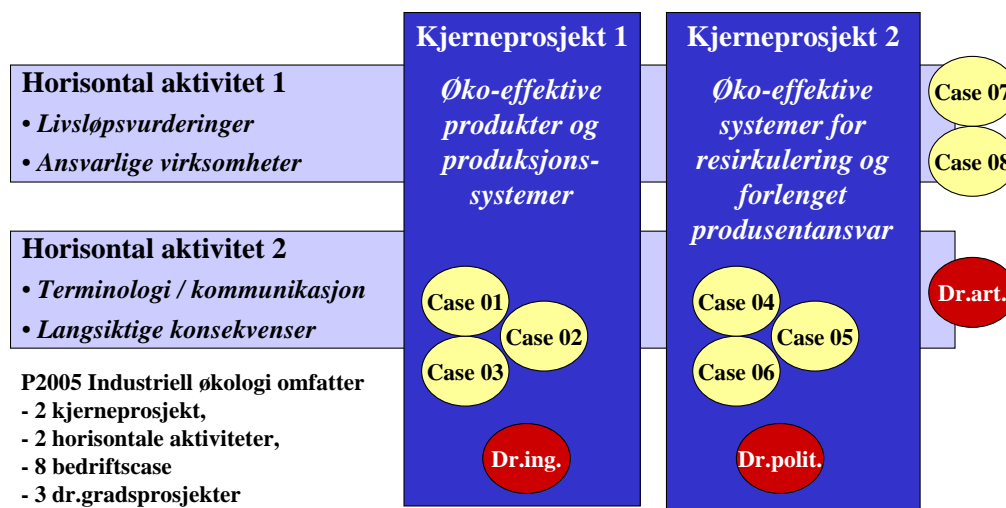 Kjerneprosjekt 1
Øko-effektive
produkter og
produksjons-
systemer
Kjerneprosjekt 2
Øko-effektive
systemer for
resirkulering og
forlenget
produsentansvar
Horisontal aktivitet 1
• Livsløpsvurderinger
• Ansvarlige virksomheter
Case 07
Case 08
Horisontal aktivitet 2
• Terminologi / kommunikasjon
• Langsiktige konsekvenser
Case 01
Case 02
Case 03
Case 04
Case 05
Case 06
Dr.art.
Dr.ing.
Dr.polit.
P2005 Industriell økologi omfatter
- 2 kjerneprosjekt,
- 2 horisontale aktiviteter,
- 8 bedriftscase
- 3 dr.gradsprosjekter